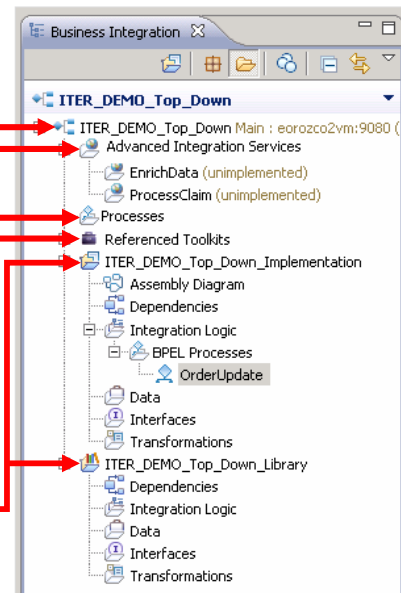 Business Integration
ITER_DEMO_Top_Down
ITER_DEMO_Top_Down Main : eorozco2vm:9080 (
Advanced Integration Services
EnrichData (unimplemented)
ProcessClaim (unimplemented)
Processes
Referenced Toolkits
ITER_DEMO_Top_Down_Implementation
Assembly Diagram
Dependencies
Integration Logic
BPEL Processes
OrderUpdate
Data
Interfaces
Transformations
ITER_DEMO_Top_Down_Library
Dependencies
Integration Logic
Data
Interfaces
Transformations